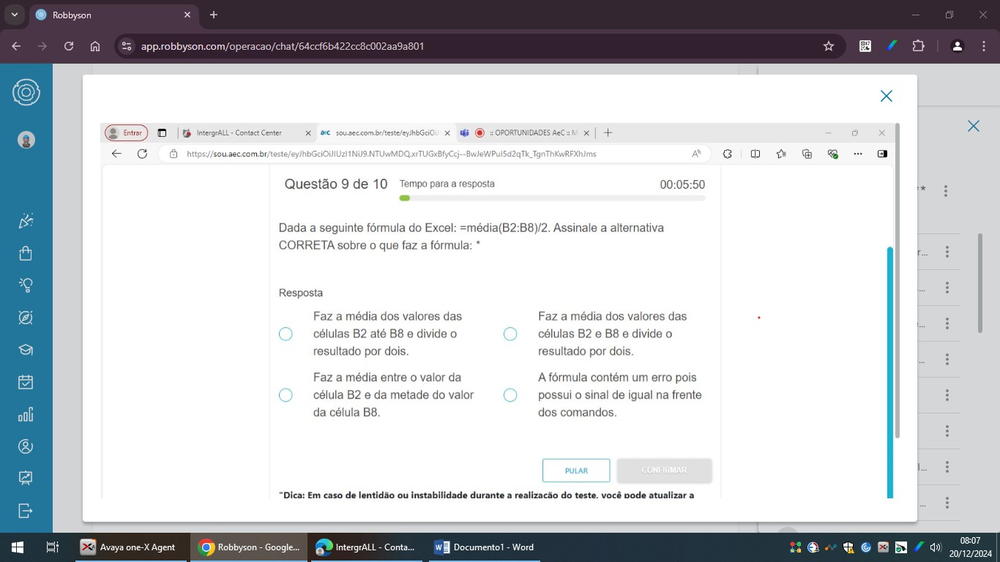 Robbyson
app.robbyson.com/operacao/chat/64ccf6b422cc8c002aa9a801
Entrar
IntergrALL - Contact Center
aec
sou.aec.com.br/teste/eyJhbGciOiJ
:: OPORTUNIDADES AeC :: M
https://sou.aec.com.br/teste/eyJhbGciOiJIUzI1NiJ9.NTUwMDQ.xrTUGxBfyCcj--BwJeWPuI5d2qTk_TgnThKwRFXhJms
Questão 9 de 10
Tempo para a resposta
00:05:50
Dada a seguinte fórmula do Excel: =média(B2:B8)/2. Assinale a alternativa
CORRETA sobre o que faz a fórmula: *
Resposta
Faz a média dos valores das
células B2 até B8 e divide o
resultado por dois.
Faz a média dos valores das
células B2 e B8 e divide o
resultado por dois.
Faz a média entre o valor da
célula B2 e da metade do valor
da célula B8.
A fórmula contém um erro pois
possui o sinal de igual na frente
dos comandos.
PULAR
CONFIRMAR
"Dica: Em caso de lentidão ou instabilidade durante a realização do teste, você pode atualizar a
Avaya one-X Agent
Robbyson - Google...
IntergrALL - Conta...
Documento1 - Word
08:07
20/12/2024